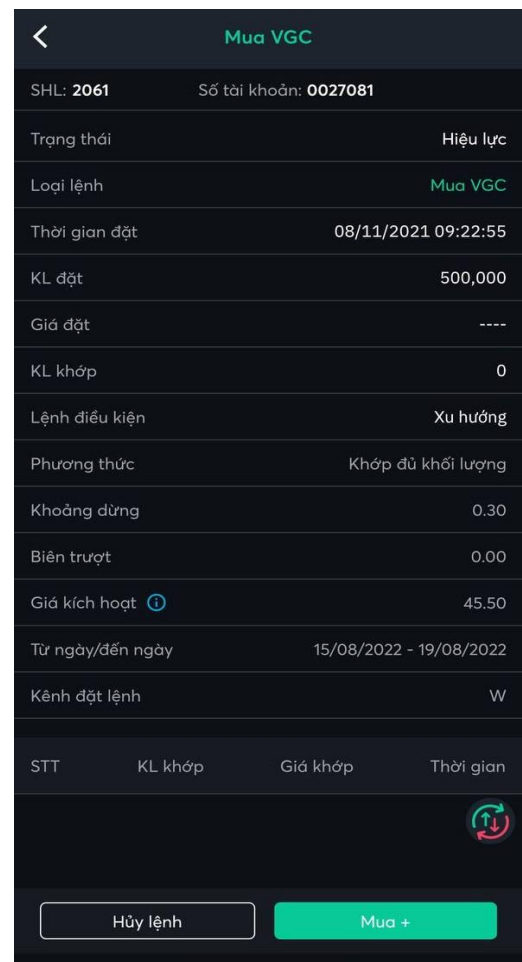 Mua VGC
SHL: 2061 Số tài khoản: 0027081
Trạng thái Hiệu lực
Loại lệnh Mua VGC
Thời gian đặt 08/11/2021 09:22:55
KL đặt 500,000
Giá đặt ----
KL khớp 0
Lệnh điều kiện Xu hướng
Phương thức Khớp đủ khối lượng
Khoảng dừng 0.30
Biên trượt 0.00
Giá kích hoạt 45.50
Từ ngày/đến ngày 15/08/2022 - 19/08/2022
Kênh đặt lệnh W
STT KL khớp Giá khớp Thời gian
Hủy lệnh Mua +